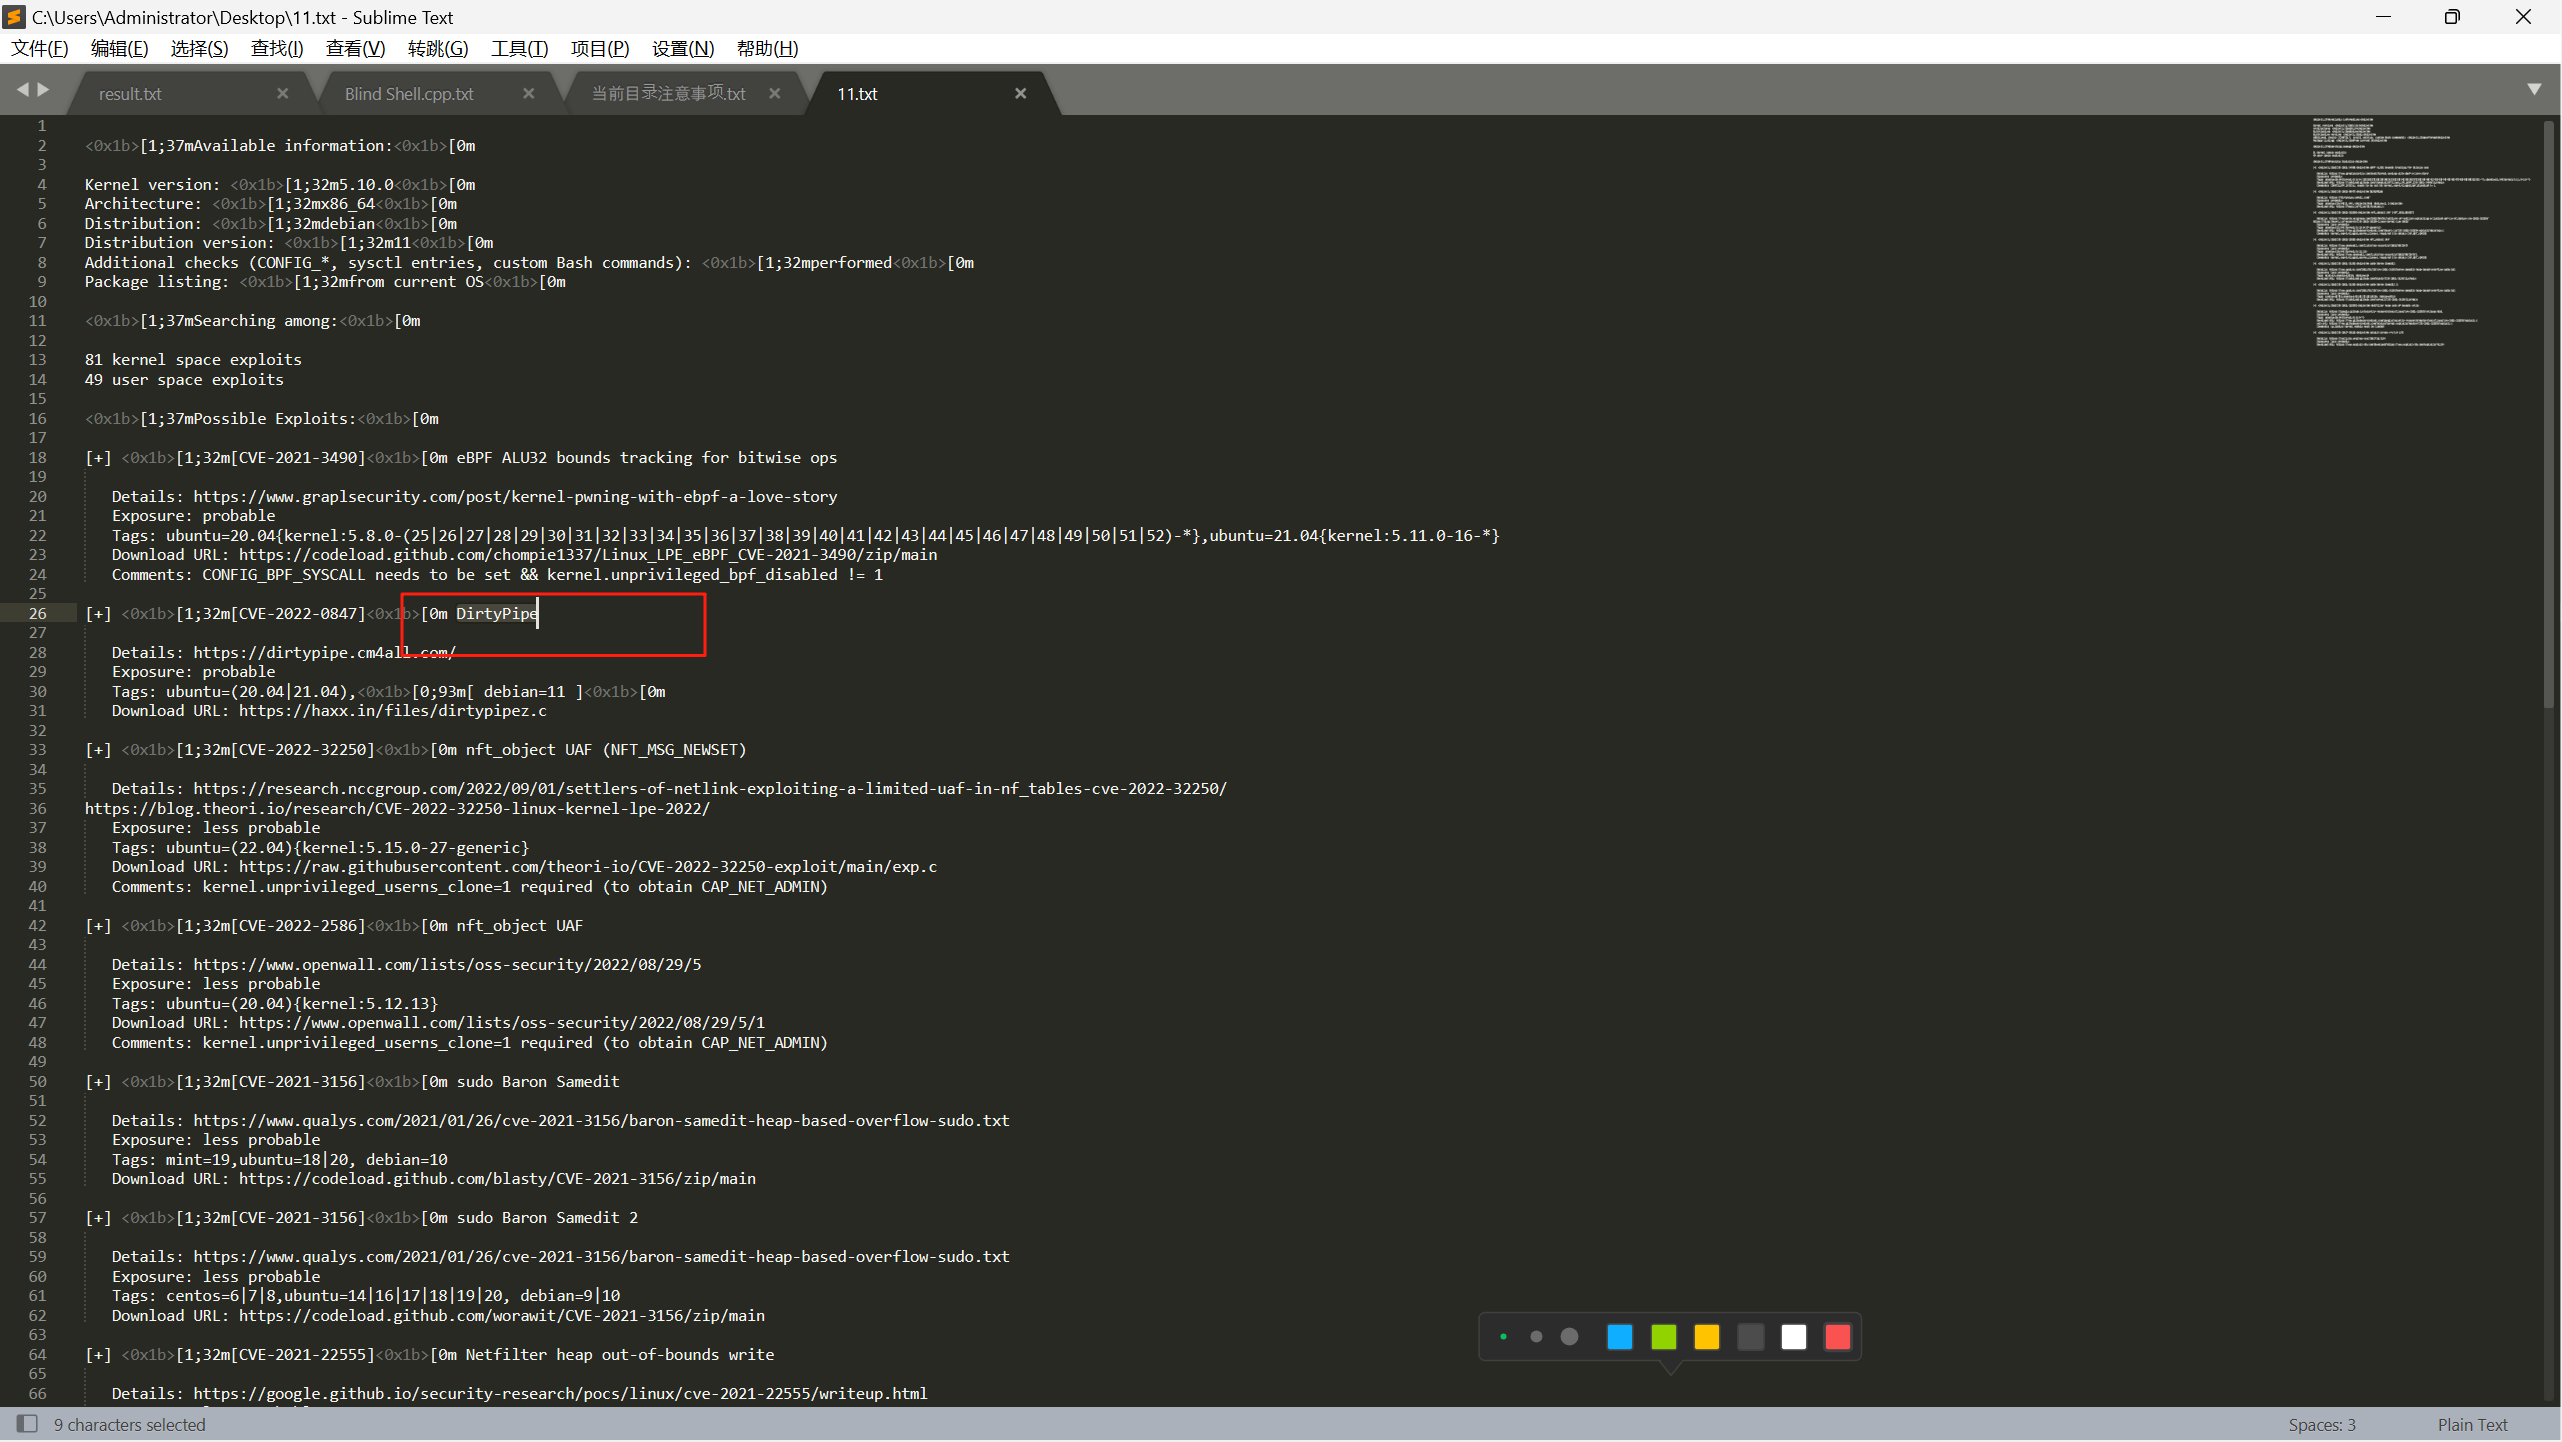 C:\Users\Administrator\Desktop\11.txt - Sublime Text
文件(F) 编辑(E) 选择(S) 查找(I) 查看(V) 转跳(G) 工具(T) 项目(P) 设置(N) 帮助(H)
result.txt × Blind Shell.cpp.txt × 当前目录注意事项.txt × 11.txt ×
1
2 <0x1b>[1;37mAvailable information:<0x1b>[0m
3
4 Kernel version: <0x1b>[1;32m5.10.0<0x1b>[0m
5 Architecture: <0x1b>[1;32mx86_64<0x1b>[0m
6 Distribution: <0x1b>[1;32mdebian<0x1b>[0m
7 Distribution version: <0x1b>[1;32m11<0x1b>[0m
8 Additional checks (CONFIG_*, sysctl entries, custom Bash commands): <0x1b>[1;32mperformed<0x1b>[0m
9 Package listing: <0x1b>[1;32mfrom current OS<0x1b>[0m
10
11 <0x1b>[1;37mSearching among:<0x1b>[0m
12
13 81 kernel space exploits
14 49 user space exploits
15
16 <0x1b>[1;37mPossible Exploits:<0x1b>[0m
17
18 [+] <0x1b>[1;32m[CVE-2021-3490]<0x1b>[0m eBPF ALU32 bounds tracking for bitwise ops
19
20 Details: https://www.graplsecurity.com/post/kernel-pwning-with-ebpf-a-love-story
21 Exposure: probable
22 Tags: ubuntu=20.04{kernel:5.8.0-(25|26|27|28|29|30|31|32|33|34|35|36|37|38|39|40|41|42|43|44|45|46|47|48|49|50|51|52)-*},ubuntu=21.04{kernel:5.11.0-16-*}
23 Download URL: https://codeload.github.com/chompie1337/Linux_LPE_eBPF_CVE-2021-3490/zip/main
24 Comments: CONFIG_BPF_SYSCALL needs to be set && kernel.unprivileged_bpf_disabled != 1
25
26 [+] <0x1b>[1;32m[CVE-2022-0847]<0x1b>[0m DirtyPipe
27
28 Details: https://dirtypipe.cm4all.com/
29 Exposure: probable
30 Tags: ubuntu=(20.04|21.04),<0x1b>[0;93m[ debian=11 ]<0x1b>[0m
31 Download URL: https://haxx.in/files/dirtypipez.c
32
33 [+] <0x1b>[1;32m[CVE-2022-32250]<0x1b>[0m nft_object UAF (NFT_MSG_NEWSET)
34
35 Details: https://research.nccgroup.com/2022/09/01/settlers-of-netlink-exploiting-a-limited-uaf-in-nf_tables-cve-2022-32250/
36 https://blog.theori.io/research/CVE-2022-32250-linux-kernel-lpe-2022/
37 Exposure: less probable
38 Tags: ubuntu=(22.04){kernel:5.15.0-27-generic}
39 Download URL: https://raw.githubusercontent.com/theori-io/CVE-2022-32250-exploit/main/exp.c
40 Comments: kernel.unprivileged_userns_clone=1 required (to obtain CAP_NET_ADMIN)
41
42 [+] <0x1b>[1;32m[CVE-2022-2586]<0x1b>[0m nft_object UAF
43
44 Details: https://www.openwall.com/lists/oss-security/2022/08/29/5
45 Exposure: less probable
46 Tags: ubuntu=(20.04){kernel:5.12.13}
47 Download URL: https://www.openwall.com/lists/oss-security/2022/08/29/5/1
48 Comments: kernel.unprivileged_userns_clone=1 required (to obtain CAP_NET_ADMIN)
49
50 [+] <0x1b>[1;32m[CVE-2021-3156]<0x1b>[0m sudo Baron Samedit
51
52 Details: https://www.qualys.com/2021/01/26/cve-2021-3156/baron-samedit-heap-based-overflow-sudo.txt
53 Exposure: less probable
54 Tags: mint=19,ubuntu=18|20, debian=10
55 Download URL: https://codeload.github.com/blasty/CVE-2021-3156/zip/main
56
57 [+] <0x1b>[1;32m[CVE-2021-3156]<0x1b>[0m sudo Baron Samedit 2
58
59 Details: https://www.qualys.com/2021/01/26/cve-2021-3156/baron-samedit-heap-based-overflow-sudo.txt
60 Exposure: less probable
61 Tags: centos=6|7|8,ubuntu=14|16|17|18|19|20, debian=9|10
62 Download URL: https://codeload.github.com/worawit/CVE-2021-3156/zip/main
63
64 [+] <0x1b>[1;32m[CVE-2021-22555]<0x1b>[0m Netfilter heap out-of-bounds write
65
66 Details: https://google.github.io/security-research/pocs/linux/cve-2021-22555/writeup.html
9 characters selected Spaces: 3 Plain Text